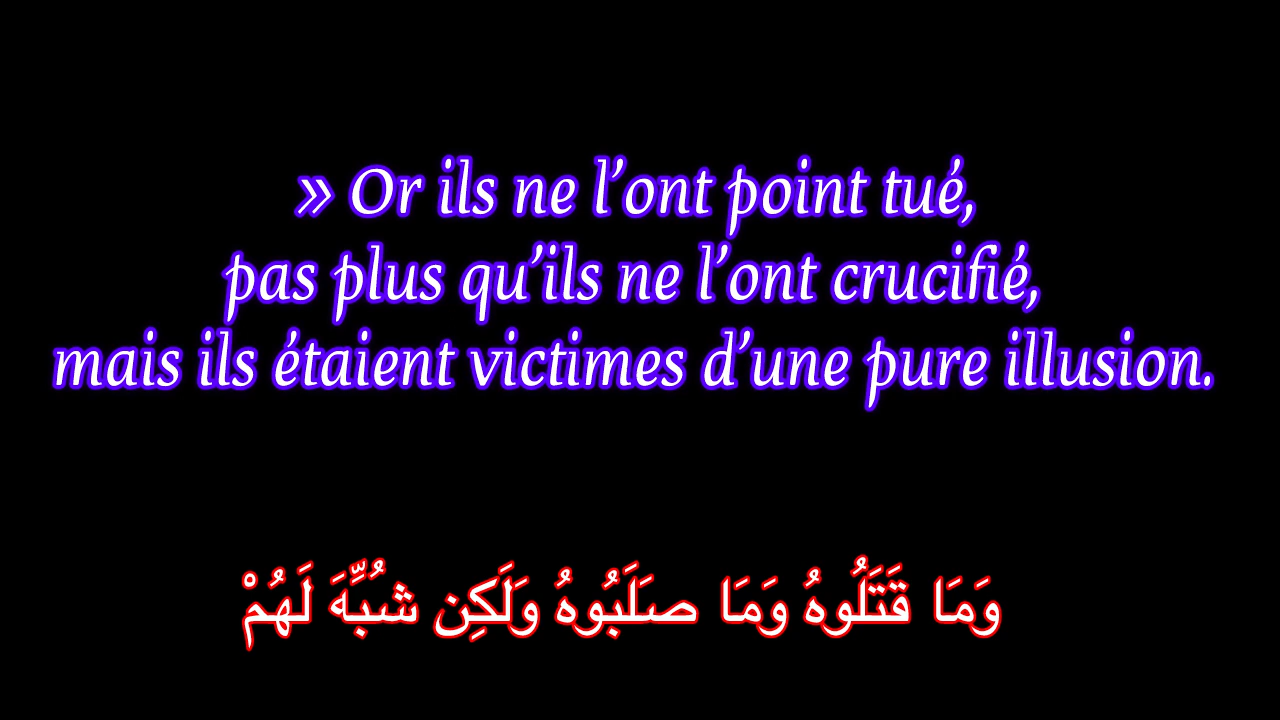 » Or ils ne l’ont point tué,
pas plus qu’ils ne l’ont crucifié,
mais ils étaient victimes d’une pure illusion.
وَمَا قَتَلُوهُ وَمَا صَلَبُوهُ وَلَكِن شُبِّهَ لَهُمْ